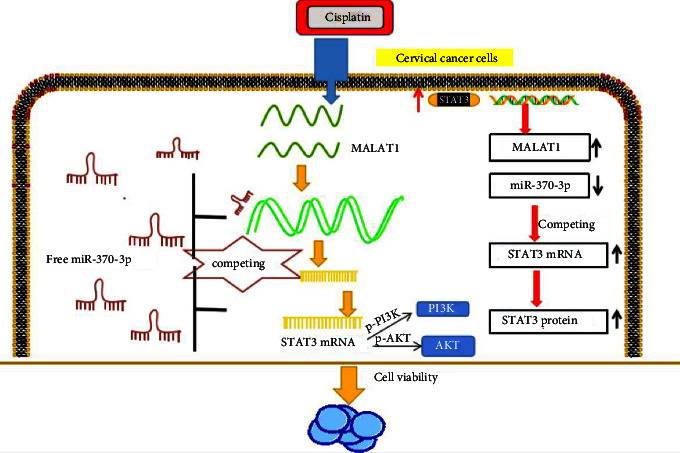 Cisplatin
Cervical cancer cells
STAT3
MALAT1
MALAT1
miR-370-3p
Competing
Free miR-370-3p
competing
STAT3 mRNA
STAT3 mRNA
p-PI3K
PI3K
p-AKT
AKT
STAT3 protein
Cell viability